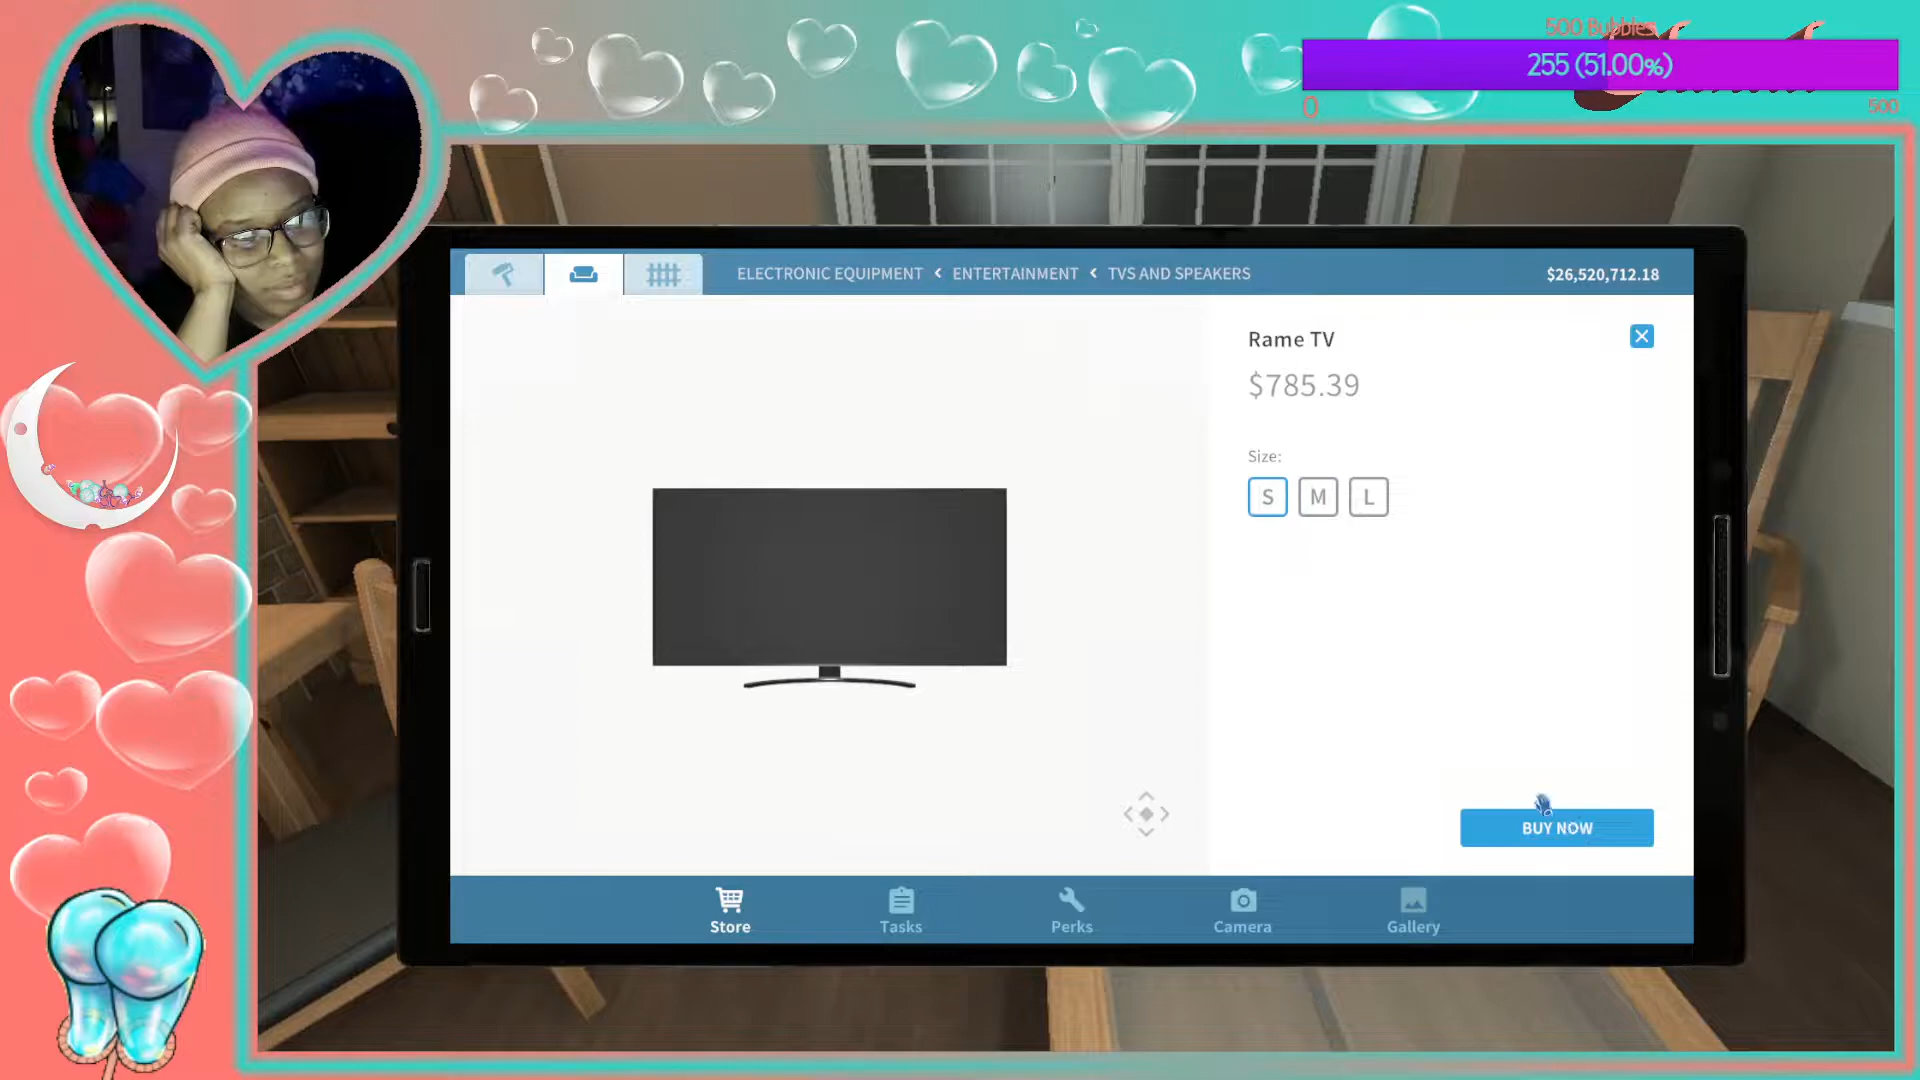 500 Bubbles
255 (51.00%)
0
500
ELECTRONIC EQUIPMENT < ENTERTAINMENT < TVS AND SPEAKERS
$26,520,712.18
Rame TV
$785.39
Size:
S M L
BUY NOW
Store
Tasks
Perks
Camera
Gallery